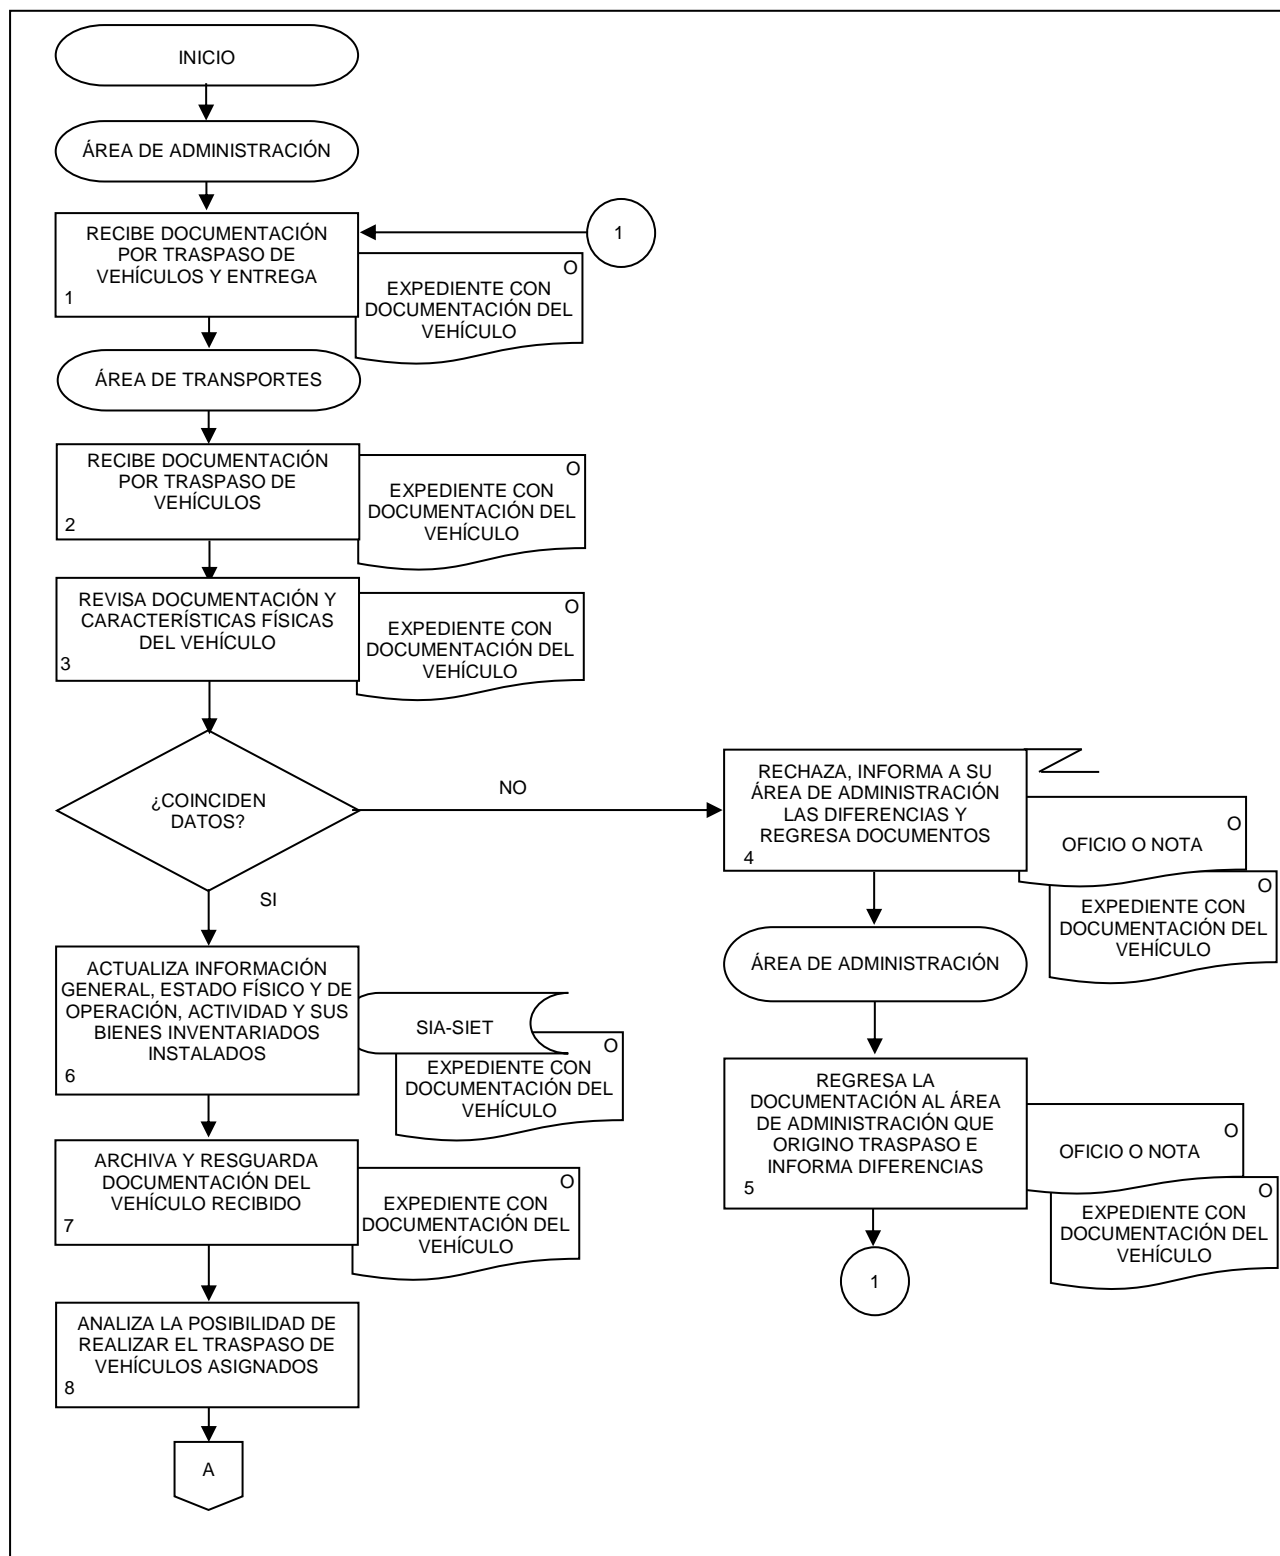 INICIO
ÁREA DE ADMINISTRACIÓN
RECIBE DOCUMENTACIÓN
POR TRASPASO DE
VEHÍCULOS Y ENTREGA
1
1
O
EXPEDIENTE CON
DOCUMENTACIÓN DEL
VEHÍCULO
ÁREA DE TRANSPORTES
RECIBE DOCUMENTACIÓN
POR TRASPASO DE
VEHÍCULOS
2
O
EXPEDIENTE CON
DOCUMENTACIÓN DEL
VEHÍCULO
REVISA DOCUMENTACIÓN Y
CARACTERÍSTICAS FÍSICAS
DEL VEHÍCULO
3
O
EXPEDIENTE CON
DOCUMENTACIÓN DEL
VEHÍCULO
¿COINCIDEN
DATOS?
NO
SI
RECHAZA, INFORMA A SU
ÁREA DE ADMINISTRACIÓN
LAS DIFERENCIAS Y
REGRESA DOCUMENTOS
4
O
OFICIO O NOTA
O
EXPEDIENTE CON
DOCUMENTACIÓN DEL
VEHÍCULO
ÁREA DE ADMINISTRACIÓN
REGRESA LA
DOCUMENTACIÓN AL ÁREA
DE ADMINISTRACIÓN QUE
ORIGINO TRASPASO E
INFORMA DIFERENCIAS
5
O
OFICIO O NOTA
O
EXPEDIENTE CON
DOCUMENTACIÓN DEL
VEHÍCULO
1
ACTUALIZA INFORMACIÓN
GENERAL, ESTADO FÍSICO Y DE
OPERACIÓN, ACTIVIDAD Y SUS
BIENES INVENTARIADOS
INSTALADOS
6
SIA-SIET
O
EXPEDIENTE CON
DOCUMENTACIÓN DEL
VEHÍCULO
ARCHIVA Y RESGUARDA
DOCUMENTACIÓN DEL
VEHÍCULO RECIBIDO
7
O
EXPEDIENTE CON
DOCUMENTACIÓN DEL
VEHÍCULO
ANALIZA LA POSIBILIDAD DE
REALIZAR EL TRASPASO DE
VEHÍCULOS ASIGNADOS
8
A